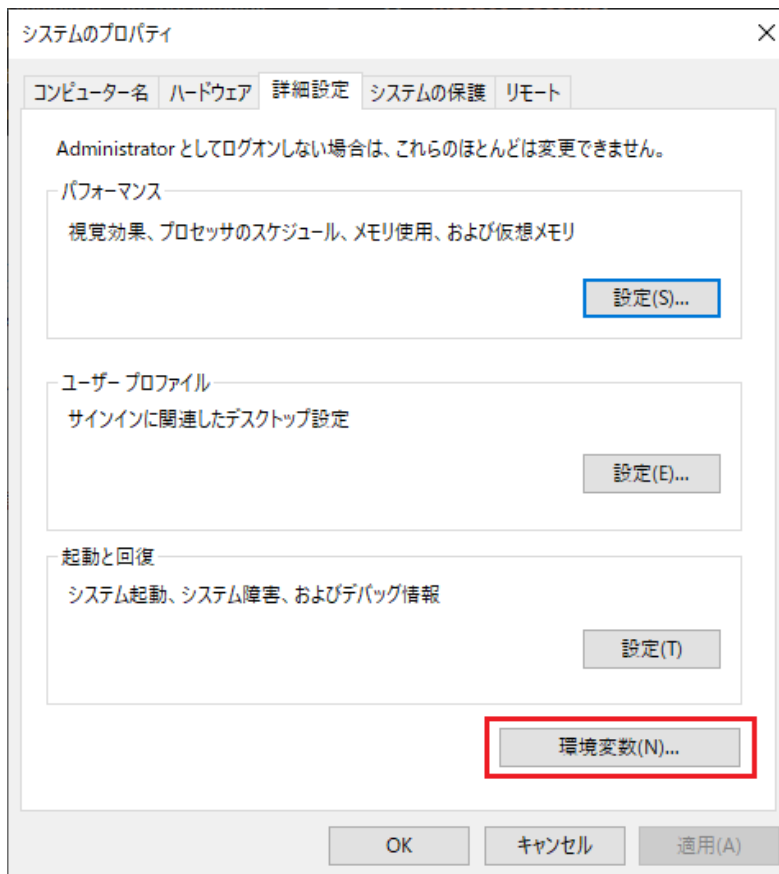 システムのプロパティ
コンピューター名 ハードウェア 詳細設定 システムの保護 リモート
Administrator としてログオンしない場合は、これらのほとんどは変更できません。
パフォーマンス
視覚効果、プロセッサのスケジュール、メモリ使用、および仮想メモリ
設定(S)...
ユーザー プロファイル
サインインに関連したデスクトップ設定
設定(E)...
起動と回復
システム起動、システム障害、およびデバッグ情報
設定(T)
環境変数(N)...
OK キャンセル 適用(A)